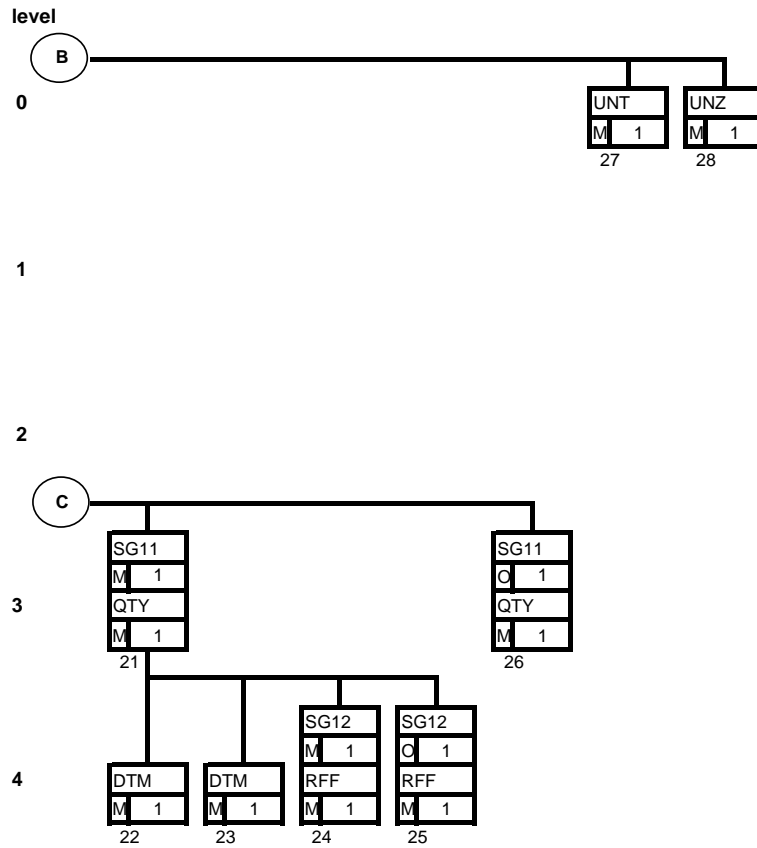 level
B
0
UNT UNZ
M 1 M 1
27 28
1
2
C
SG11 SG11
M 1 O 1
3
QTY QTY
M 1 M 1
21 26
SG12 SG12
M 1 O 1
4
DTM DTM RFF RFF
M 1 M 1 M 1 M 1
22 23 24 25